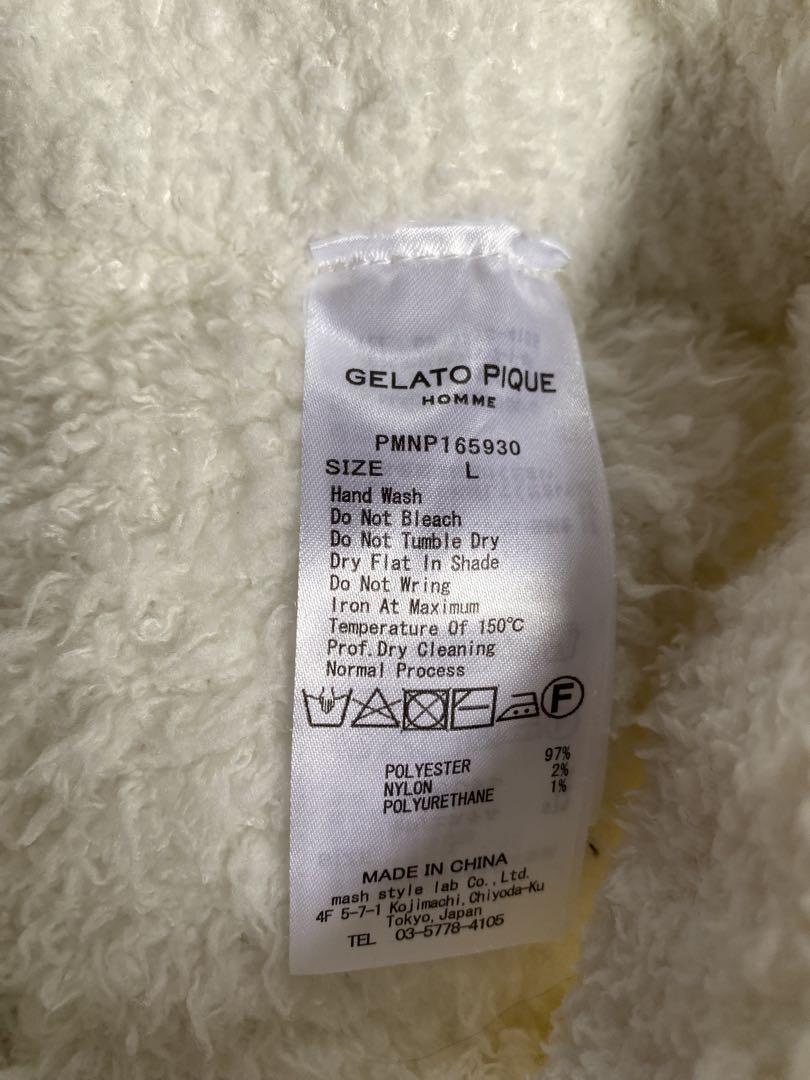 GELATO PIQUE
HOMME
PMNP165930
SIZE L
Hand Wash
Do Not Bleach
Do Not Tumble Dry
Dry Flat In Shade
Do Not Wring
Iron At Maximum
Temperature Of 150℃
Prof.Dry Cleaning
Normal Process
F
POLYESTER 97%
NYLON 2%
POLYURETHANE 1%
MADE IN CHINA
mash style lab Co.,Ltd.
4F 5-7-1 Kojimachi,Chiyoda-Ku
Tokyo,Japan
TEL 03-5778-4105